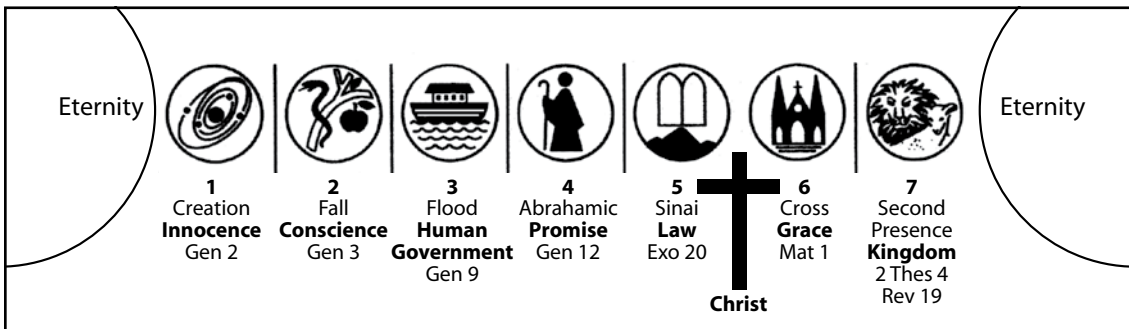 Eternity
1
Creation
Innocence
Gen 2
2
Fall
Conscience
Gen 3
3
Flood
Human
Government
Gen 9
4
Abrahamic
Promise
Gen 12
5
Sinai
Law
Exo 20
Christ
6
Cross
Grace
Mat 1
7
Second
Presence
Kingdom
2 Thes 4
Rev 19
Eternity